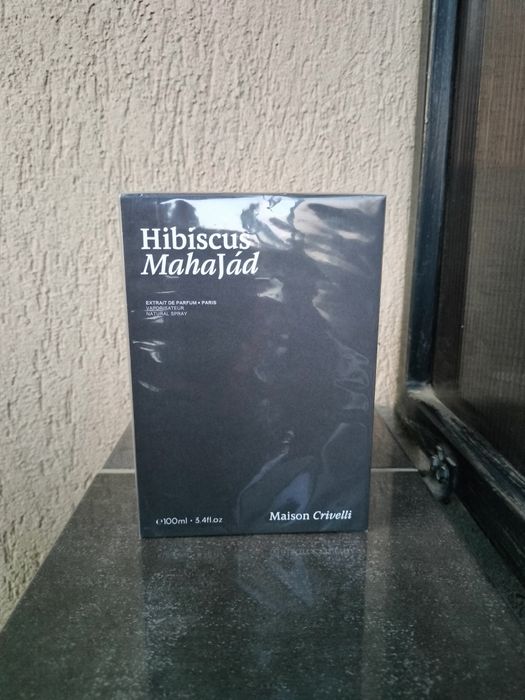 Hibiscus
MahaJád
EXTRAIT DE PARFUM • PARIS
VAPORISATEUR
NATURAL SPRAY
℮100ml • 3.4fl.oz
Maison Crivelli